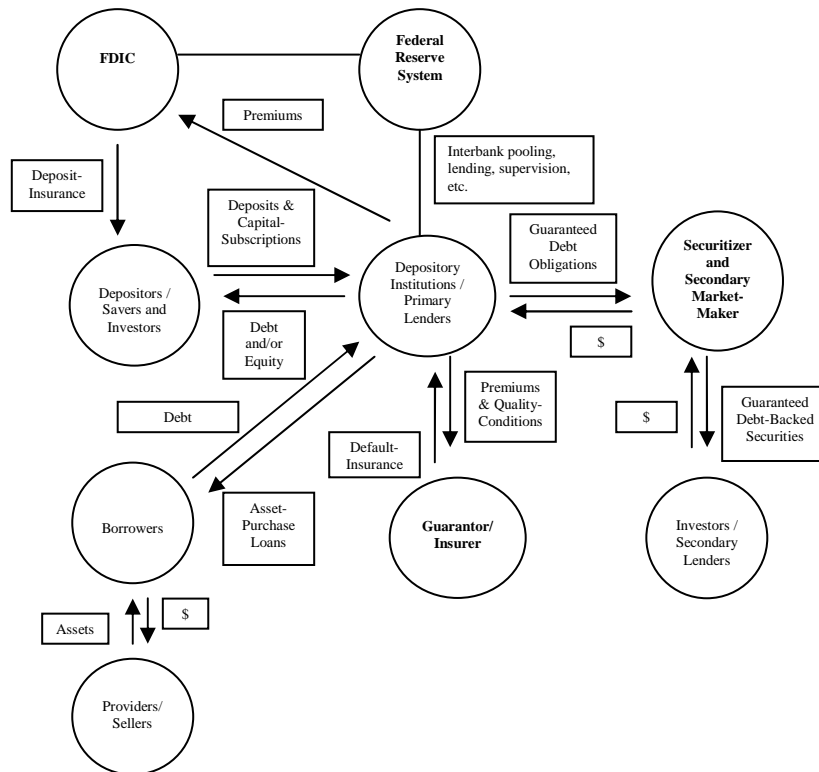 FDIC
Federal
Reserve
System
Premiums
Interbank pooling,
lending, supervision,
etc.
Deposit-
Insurance
Deposits &
Capital-
Subscriptions
Guaranteed
Debt
Obligations
Securitizer
and
Secondary
Market-
Maker
Depositors /
Savers and
Investors
Depository
Institutions /
Primary
Lenders
Debt
and/or
Equity
$
Debt
Premiums
& Quality-
Conditions
$
Guaranteed
Debt-Backed
Securities
Default-
Insurance
Borrowers
Asset-
Purchase
Loans
Guarantor/
Insurer
Investors /
Secondary
Lenders
Assets
$
Providers/
Sellers